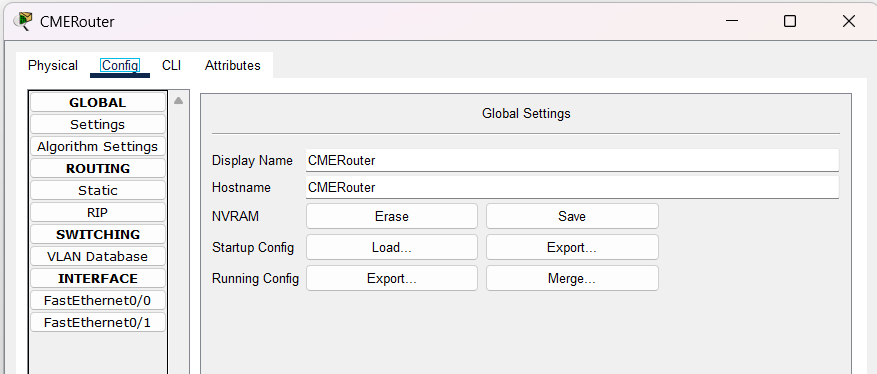 CMERouter
Physical Config CLI Attributes
GLOBAL
Settings
Algorithm Settings
ROUTING
Static
RIP
SWITCHING
VLAN Database
INTERFACE
FastEthernet0/0
FastEthernet0/1
Global Settings
Display Name CMERouter
Hostname CMERouter
NVRAM Erase Save
Startup Config Load... Export...
Running Config Export... Merge...